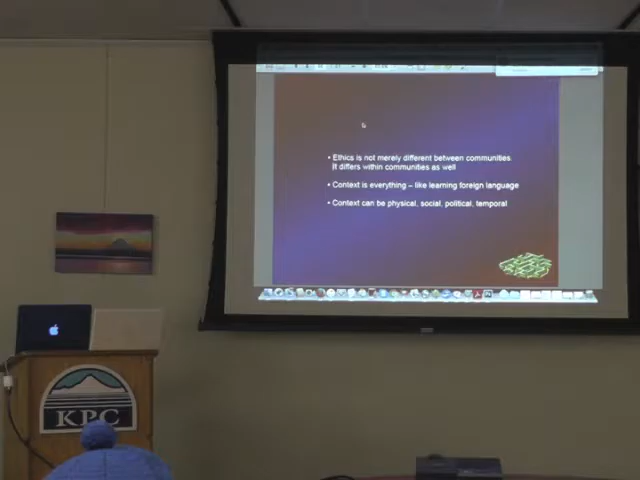 • Ethics is not merely different between communities.
It differs within communities as well
• Context is everything – like learning foreign language
• Context can be physical, social, political, temporal
KPC